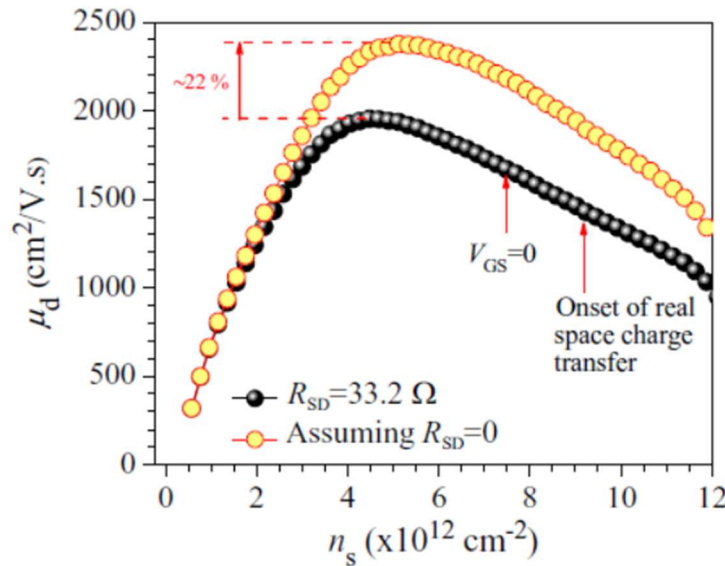 2500
2000
1500
1000
500
0
μd (cm²/V.s)
~22 %
VGS=0
Onset of real
space charge
transfer
RSD=33.2 Ω
Assuming RSD=0
0 2 4 6 8 10 12
ns (x10¹² cm⁻²)